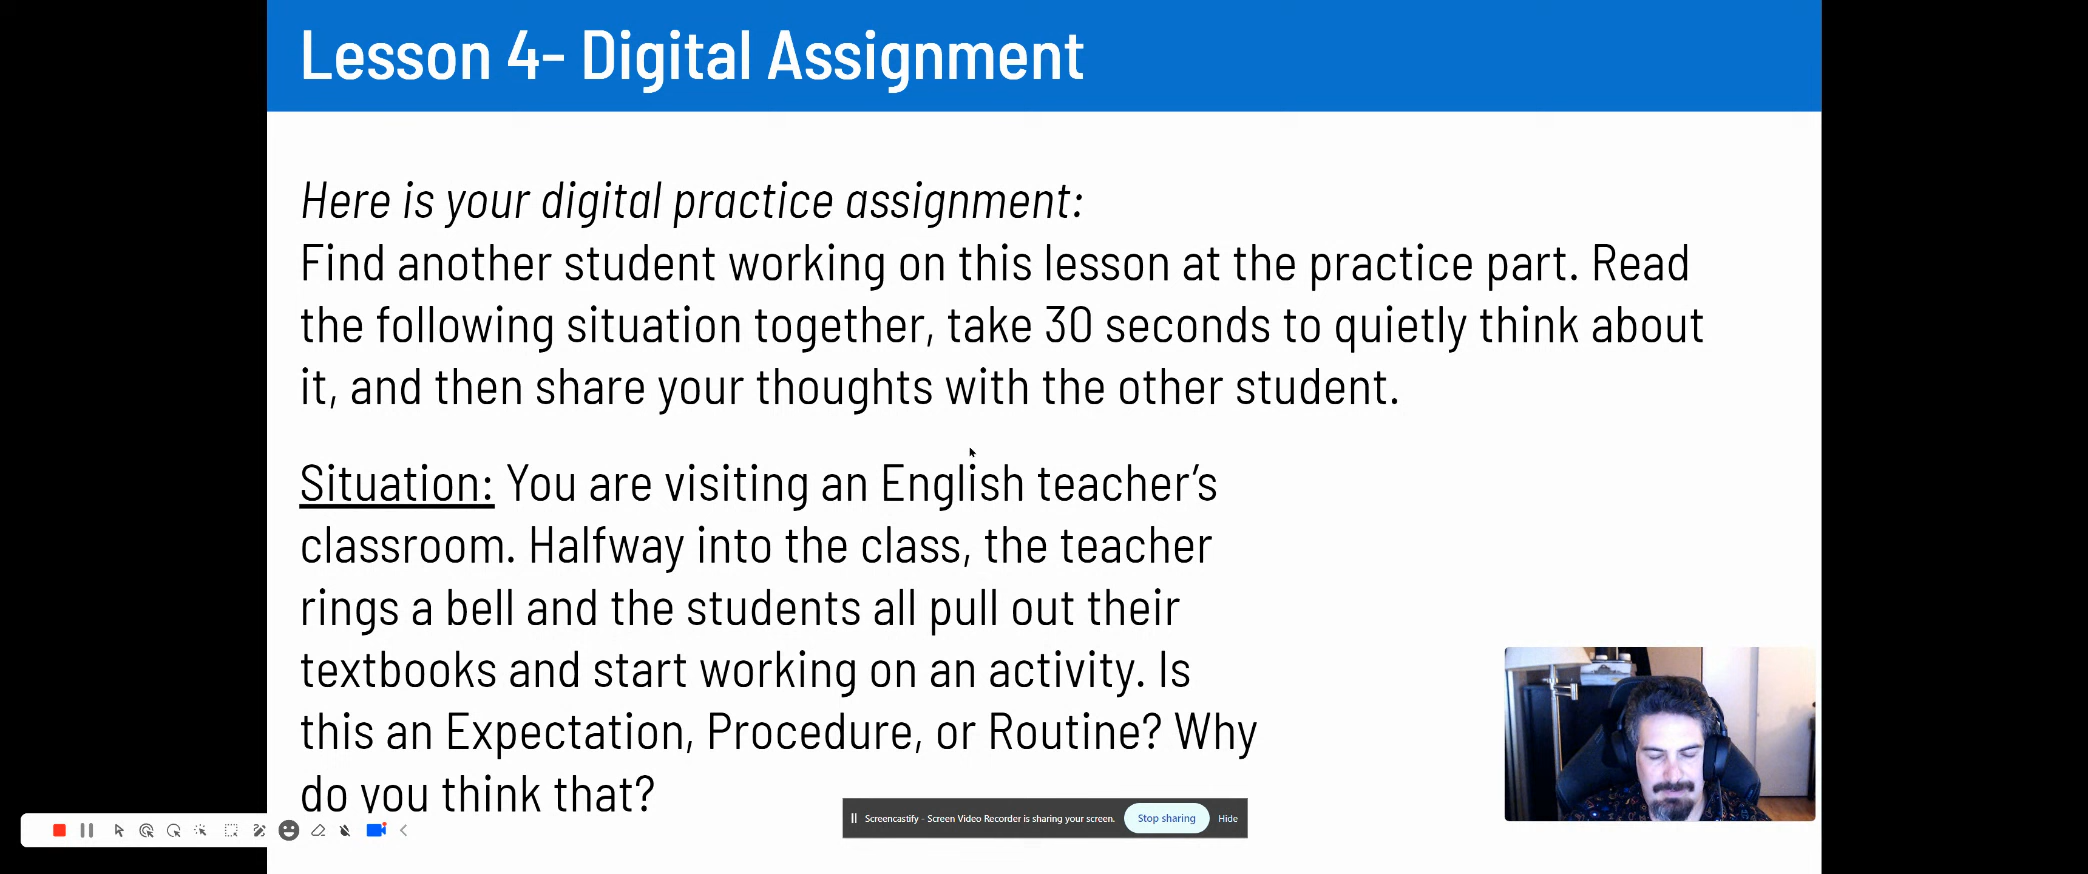 Lesson 4- Digital Assignment
Here is your digital practice assignment:
Find another student working on this lesson at the practice part. Read
the following situation together, take 30 seconds to quietly think about
it, and then share your thoughts with the other student.
Situation: You are visiting an English teacher’s
classroom. Halfway into the class, the teacher
rings a bell and the students all pull out their
textbooks and start working on an activity. Is
this an Expectation, Procedure, or Routine? Why
do you think that?
Screencastify - Screen Video Recorder is sharing your screen.
Stop sharing
Hide